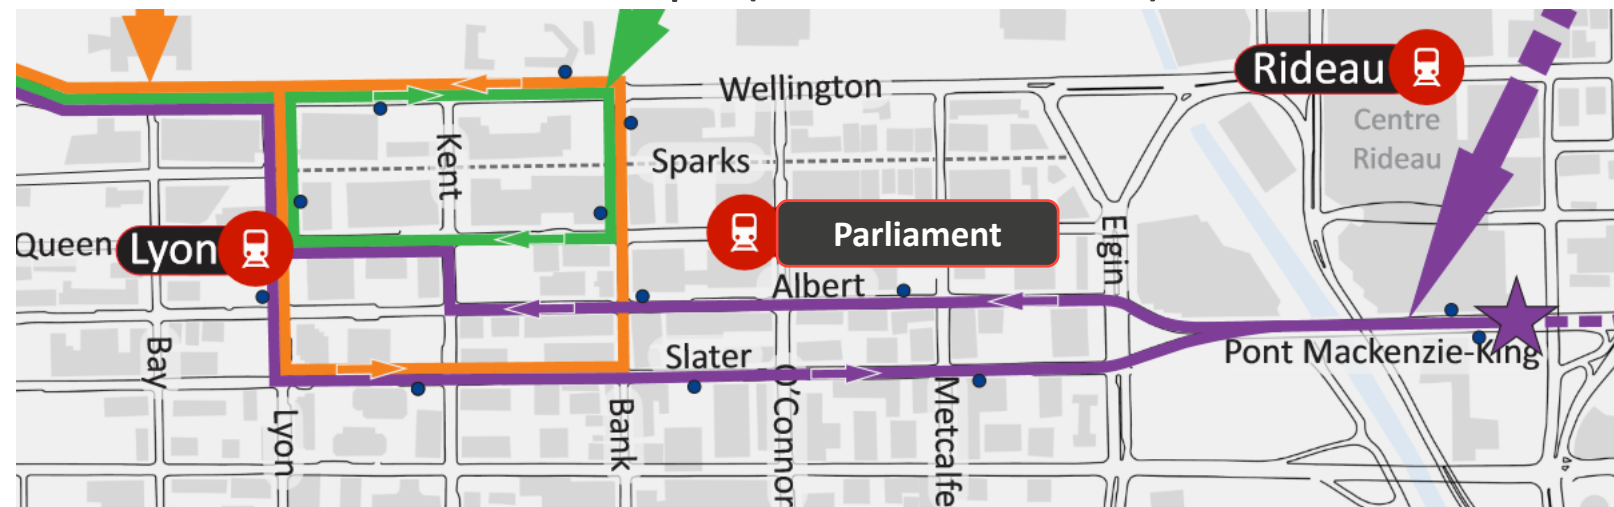 Rideau
Wellington
Centre
Rideau
Kent
Sparks
Parliament
Elgin
Queen
Lyon
Albert
Bay
Slater
Pont Mackenzie-King
Lyon
Bank
O'Connor
Metcalfe